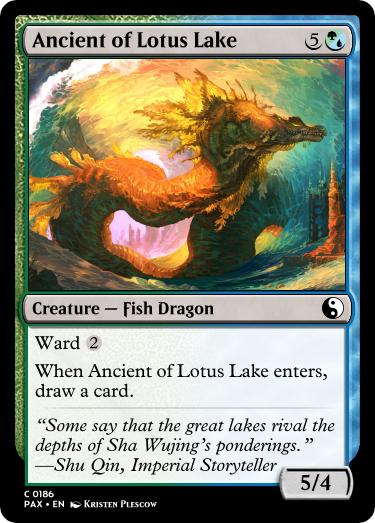 Ancient of Lotus Lake 5
Creature — Fish Dragon
Ward 2
When Ancient of Lotus Lake enters,
draw a card.
“Some say that the great lakes rival the
depths of Sha Wujing’s ponderings.”
—Shu Qin, Imperial Storyteller
5/4
C 0186
PAX • EN Kristen Plescow